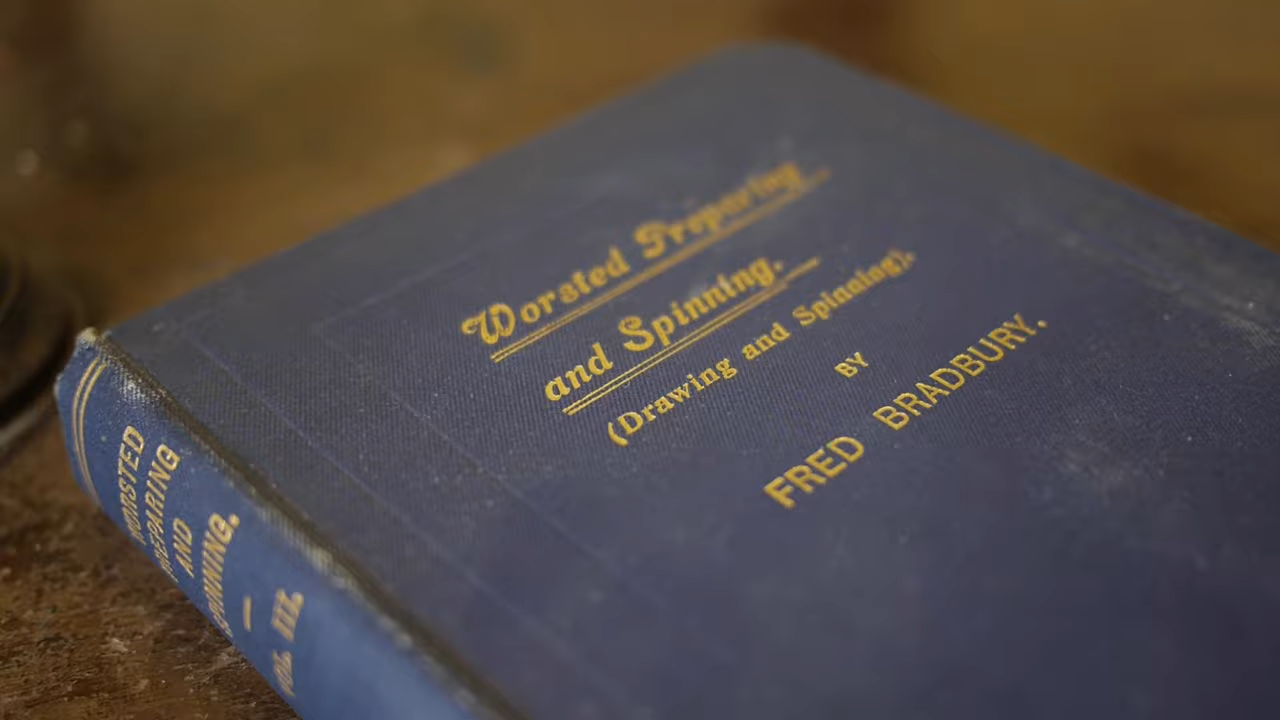 Worsted Preparing
and Spinning.
(Drawing and Spinning).
BY
FRED BRADBURY.
WORSTED
PREPARING
AND
SPINNING.
—
VOL. III.